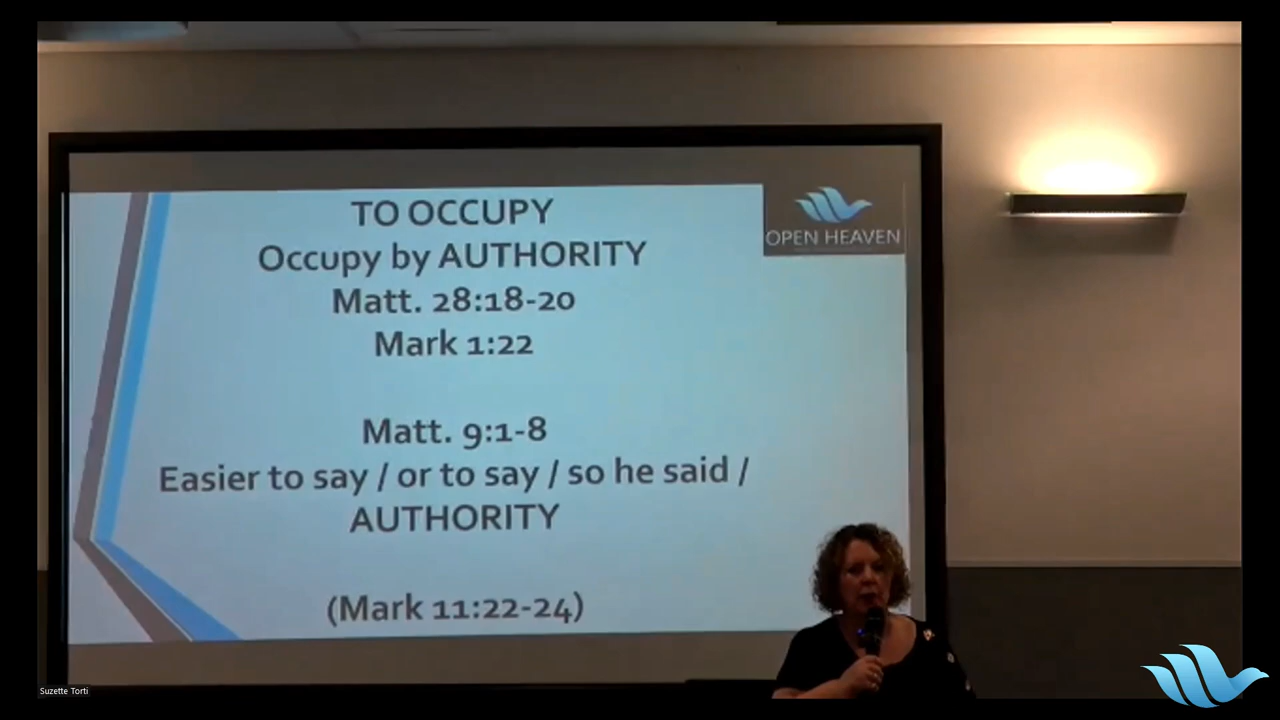 TO OCCUPY
Occupy by AUTHORITY
Matt. 28:18-20
Mark 1:22
Matt. 9:1-8
Easier to say / or to say / so he said /
AUTHORITY
(Mark 11:22-24)
OPEN HEAVEN
Suzette Torti